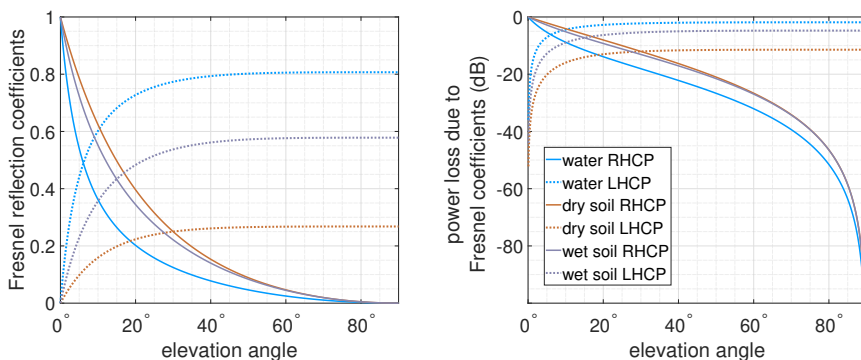 Fresnel reflection coefficients
1
0.8
0.6
0.4
0.2
0
0° 20° 40° 60° 80°
elevation angle
power loss due to
Fresnel coefficients (dB)
-0
-20
-40
-60
-80
0° 20° 40° 60° 80°
elevation angle
water RHCP
water LHCP
dry soil RHCP
dry soil LHCP
wet soil RHCP
wet soil LHCP